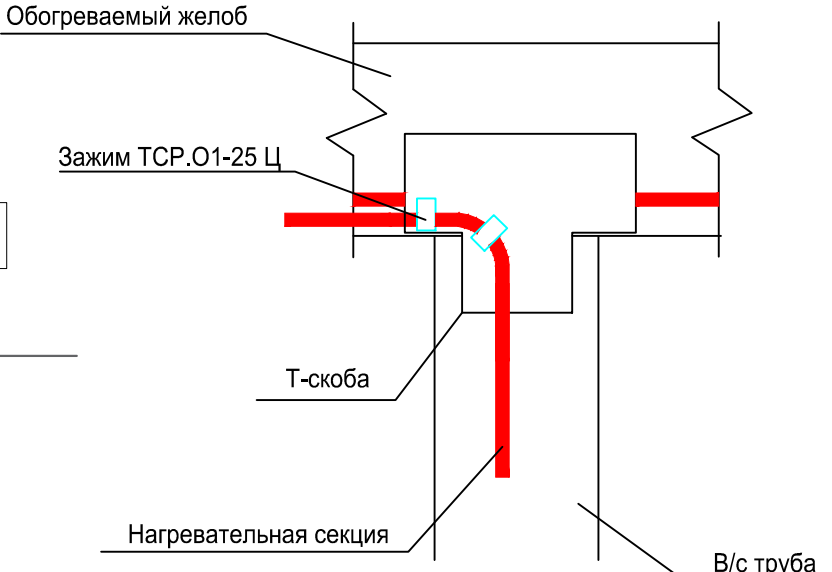 Обогреваемый желоб
Зажим ТСР.О1-25 Ц
Т-скоба
Нагревательная секция
В/с труба